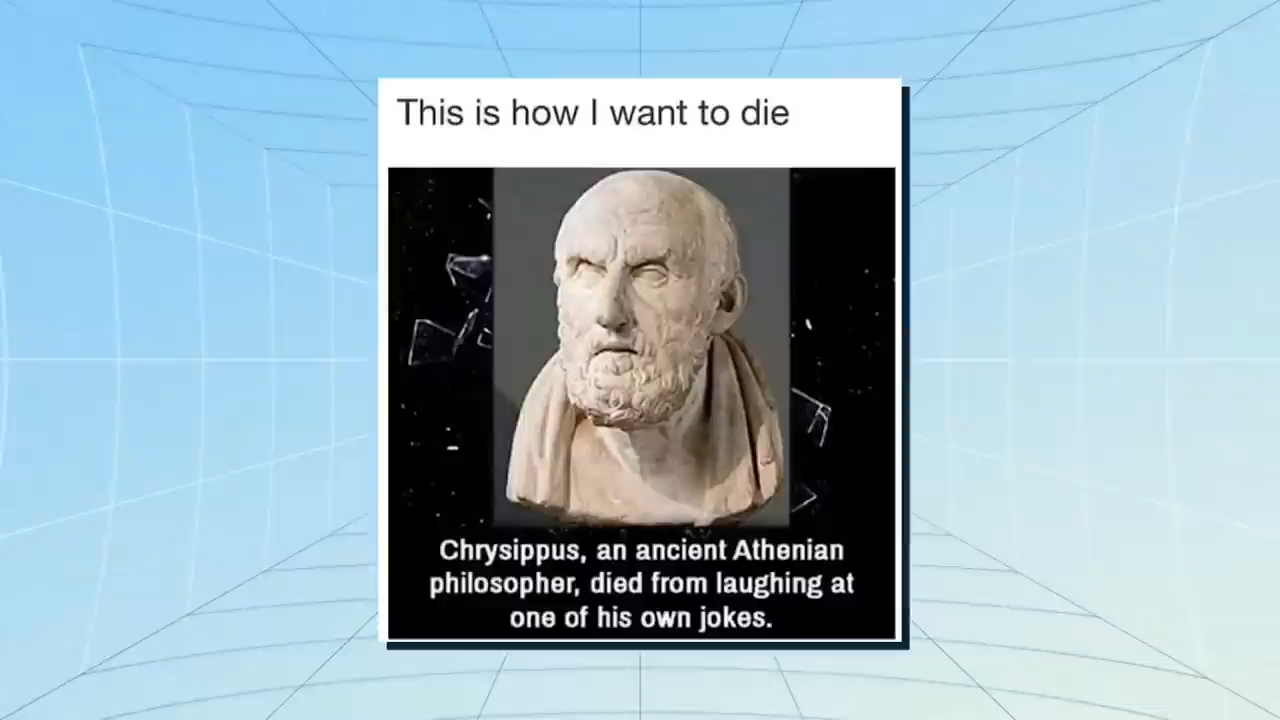 This is how I want to die
Chrysippus, an ancient Athenian
philosopher, died from laughing at
one of his own jokes.